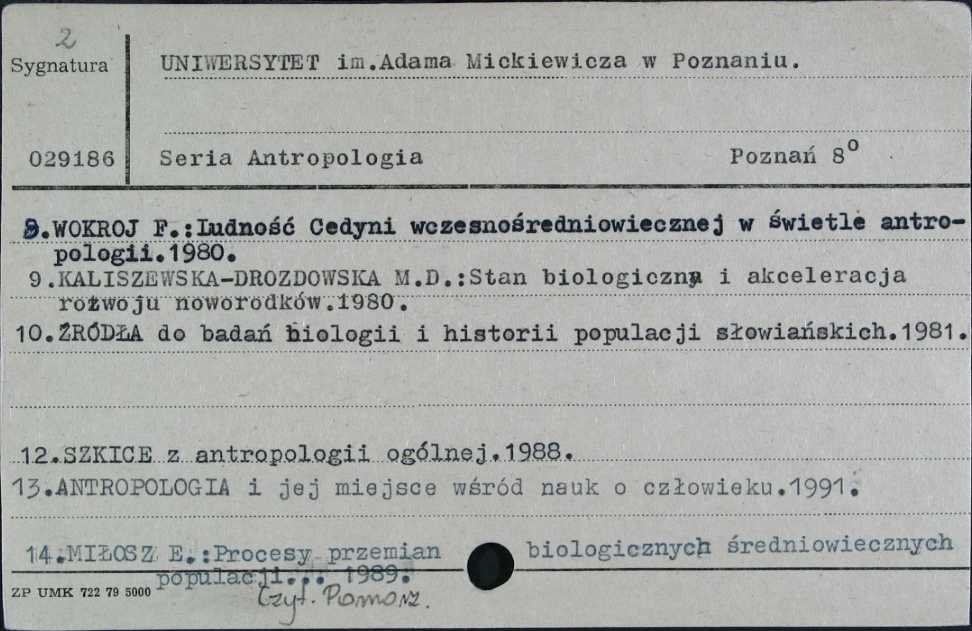 2
Sygnatura
UNIWERSYTET im.Adama Mickiewicza w Poznaniu.
029186
Seria Antropologia
Poznań 8⁰
WOKROJ F.:Ludność Cedyni wczesnośredniowiecznej w świetle antro-
pologii.1980.
9.KALISZEWSKA-DROZDOWSKA M.D.:Stan biologiczny i akceleracja
rozwoju noworodków.1980.
10.ŹRÓDŁA do badań biologii i historii populacji słowiańskich.1981.
12.SZKICE z antropologii ogólnej.1988.
13.ANTROPOLOGIA i jej miejsce wśród nauk o człowieku.1991.
14.MIŁOSZ E.:Procesy przemian biologicznych średniowiecznych
populacji... 1989.
ZP UMK 722 79 5000
Czyt. Pomorz.